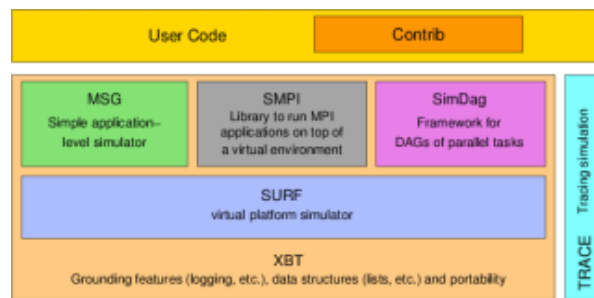 User Code
Contrib
MSG
Simple application–
level simulator
SMPI
Library to run MPI
applications on top of
a virtual environment
SimDag
Framework for
DAGs of parallel tasks
SURF
virtual platform simulator
XBT
Grounding features (logging, etc.), data structures (lists, etc.) and portability
TRACE Tracing simulation